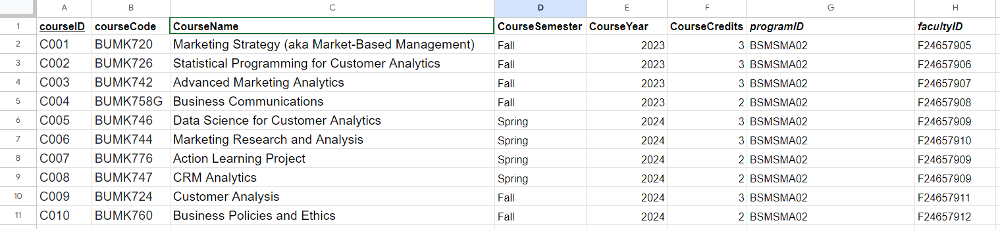 A B C D E F G H
1 courseID courseCode CourseName CourseSemester CourseYear CourseCredits programID facultyID
2 C001 BUMK720 Marketing Strategy (aka Market-Based Management) Fall 2023 3 BSMSMA02 F24657905
3 C002 BUMK726 Statistical Programming for Customer Analytics Fall 2023 3 BSMSMA02 F24657906
4 C003 BUMK742 Advanced Marketing Analytics Fall 2023 3 BSMSMA02 F24657907
5 C004 BUMK758G Business Communications Fall 2023 2 BSMSMA02 F24657908
6 C005 BUMK746 Data Science for Customer Analytics Spring 2024 3 BSMSMA02 F24657909
7 C006 BUMK744 Marketing Research and Analysis Spring 2024 3 BSMSMA02 F24657910
8 C007 BUMK776 Action Learning Project Spring 2024 2 BSMSMA02 F24657909
9 C008 BUMK747 CRM Analytics Spring 2024 2 BSMSMA02 F24657909
10 C009 BUMK724 Customer Analysis Fall 2024 3 BSMSMA02 F24657911
11 C010 BUMK760 Business Policies and Ethics Fall 2024 2 BSMSMA02 F24657912